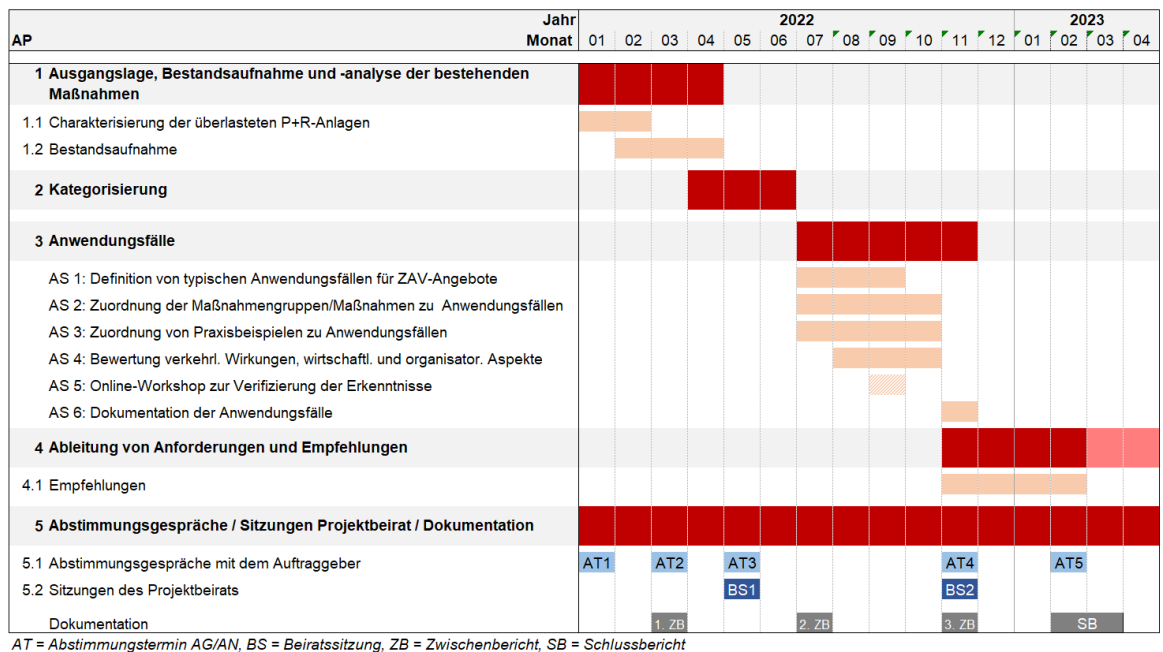 Jahr 2022 2023
AP Monat 01 02 03 04 05 06 07 08 09 10 11 12 01 02 03 04
1 Ausgangslage, Bestandsaufnahme und -analyse der bestehenden
Maßnahmen
1.1 Charakterisierung der überlasteten P+R-Anlagen
1.2 Bestandsaufnahme
2 Kategorisierung
3 Anwendungsfälle
AS 1: Definition von typischen Anwendungsfällen für ZAV-Angebote
AS 2: Zuordnung der Maßnahmengruppen/Maßnahmen zu Anwendungsfällen
AS 3: Zuordnung von Praxisbeispielen zu Anwendungsfällen
AS 4: Bewertung verkehrl. Wirkungen, wirtschaftl. und organisator. Aspekte
AS 5: Online-Workshop zur Verifizierung der Erkenntnisse
AS 6: Dokumentation der Anwendungsfälle
4 Ableitung von Anforderungen und Empfehlungen
4.1 Empfehlungen
5 Abstimmungsgespräche / Sitzungen Projektbeirat / Dokumentation
5.1 Abstimmungsgespräche mit dem Auftraggeber AT1 AT2 AT3 AT4 AT5
5.2 Sitzungen des Projektbeirats BS1 BS2
Dokumentation 1. ZB 2. ZB 3. ZB SB
AT = Abstimmungstermin AG/AN, BS = Beiratssitzung, ZB = Zwischenbericht, SB = Schlussbericht